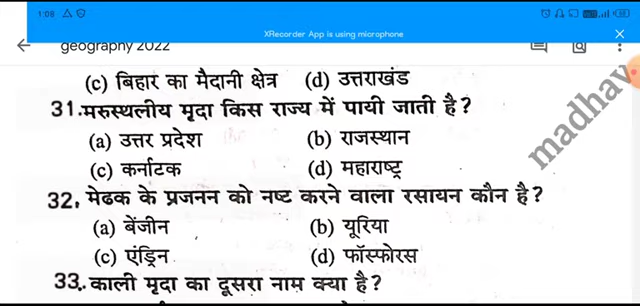 1:08
XRecorder App is using microphone
geography 2022
(c) बिहार का मैदानी क्षेत्र (d) उत्तराखंड
31.मरुस्थलीय मृदा किस राज्य में पायी जाती है?
(a) उत्तर प्रदेश (b) राजस्थान
(c) कर्नाटक (d) महाराष्ट्र
32. मेढक के प्रजनन को नष्ट करने वाला रसायन कौन है?
(a) बेंजीन (b) यूरिया
(c) एंड्रिन (d) फॉस्फोरस
33. काली मृदा का दूसरा नाम क्या है?
madhav